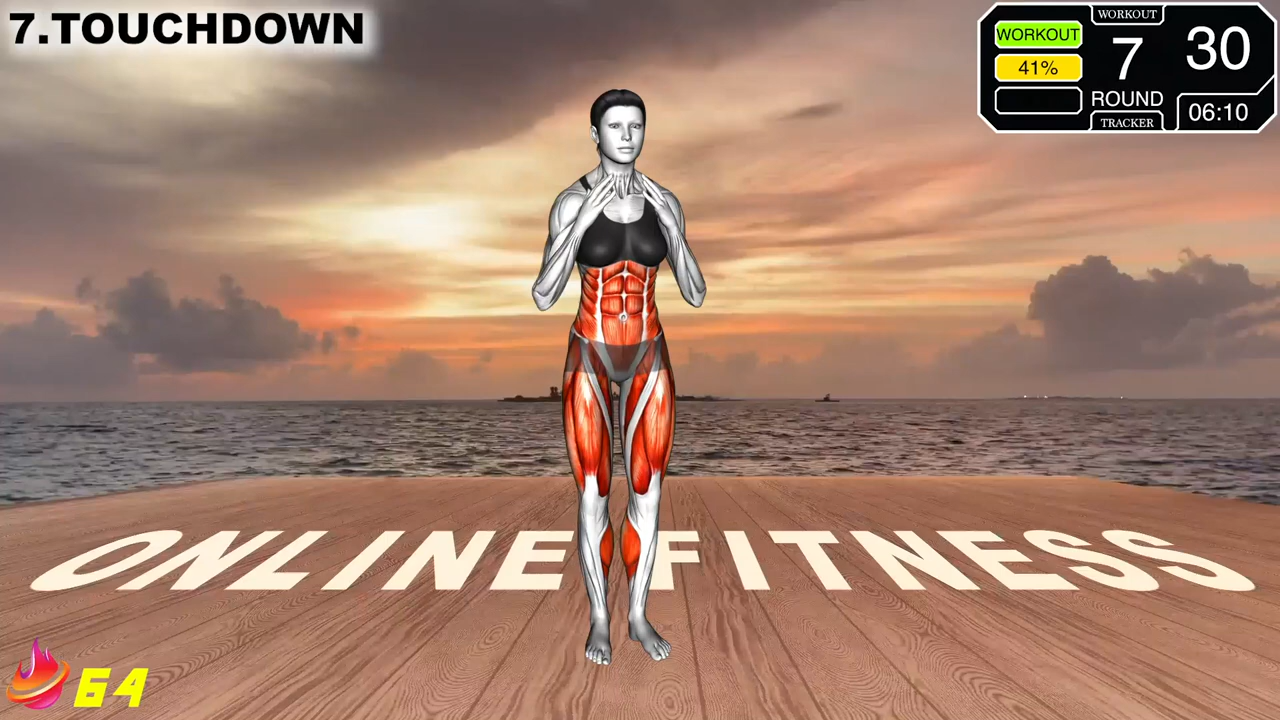 7.TOUCHDOWN
WORKOUT
WORKOUT
41%
7
ROUND
TRACKER
30
06:10
ONLINE FITNESS
64